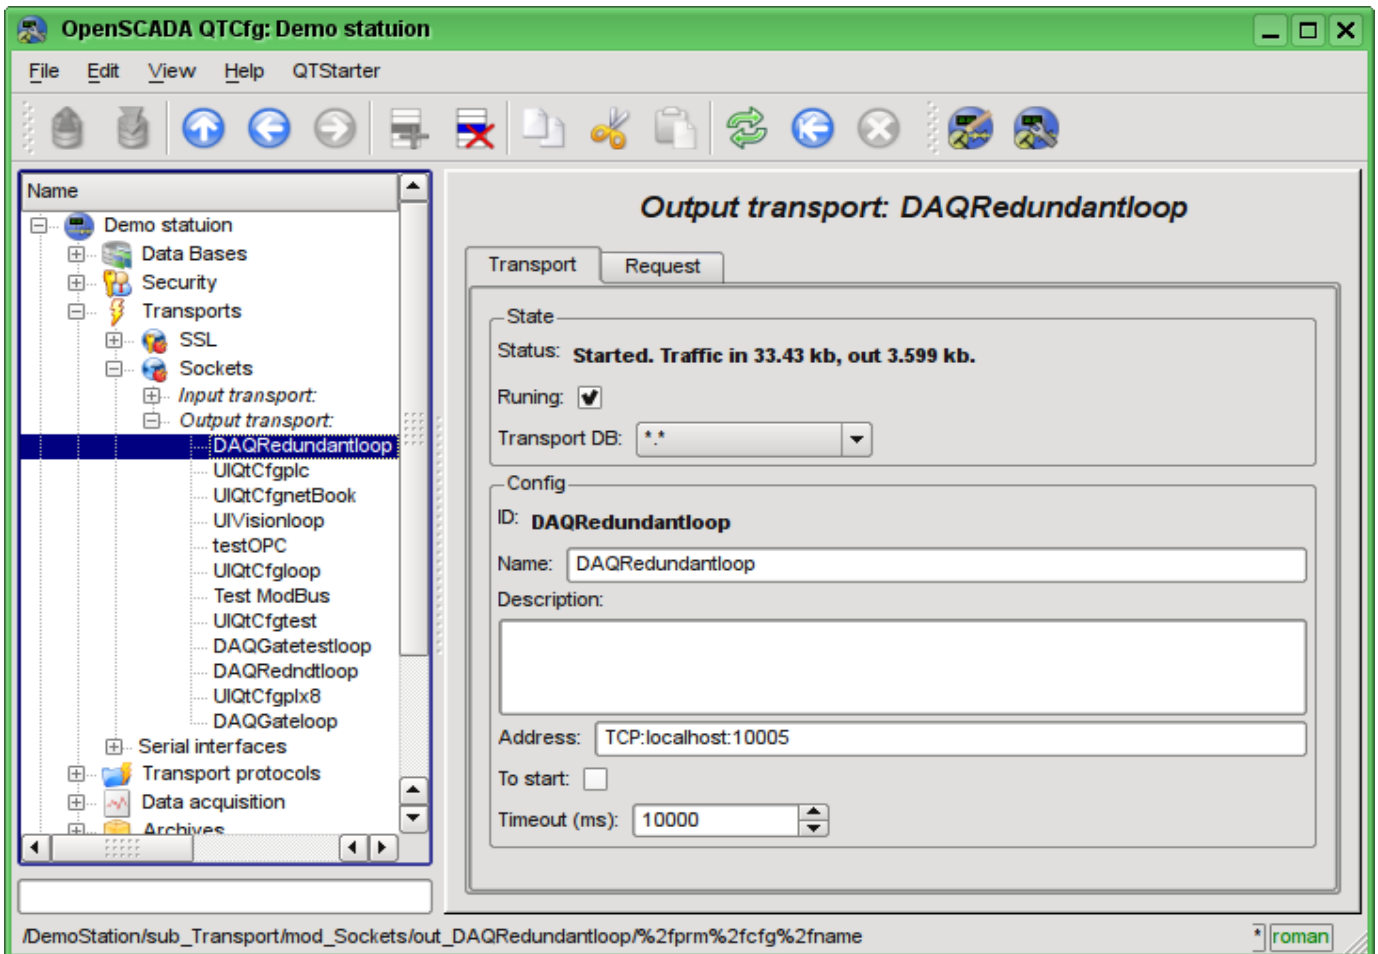 OpenSCADA QTCfg: Demo statuion
File Edit View Help QTStarter
Name
Demo statuion
Data Bases
Security
Transports
SSL
Sockets
Input transport:
Output transport:
DAQRedundantloop
UIQtCfgplc
UIQtCfgnetBook
UIVisionloop
testOPC
UIQtCfgloop
Test ModBus
UIQtCfgtest
DAQGatetestloop
DAQRedndtloop
UIQtCfgplx8
DAQGateloop
Serial interfaces
Transport protocols
Data acquisition
Archives
Output transport: DAQRedundantloop
Transport Request
State
Status: Started. Traffic in 33.43 kb, out 3.599 kb.
Runing:
Transport DB: *.*
Config
ID: DAQRedundantloop
Name: DAQRedundantloop
Description:
Address: TCP:localhost:10005
To start:
Timeout (ms): 10000
/DemoStation/sub_Transport/mod_Sockets/out_DAQRedundantloop/%2fprm%2fcfg%2fname * roman